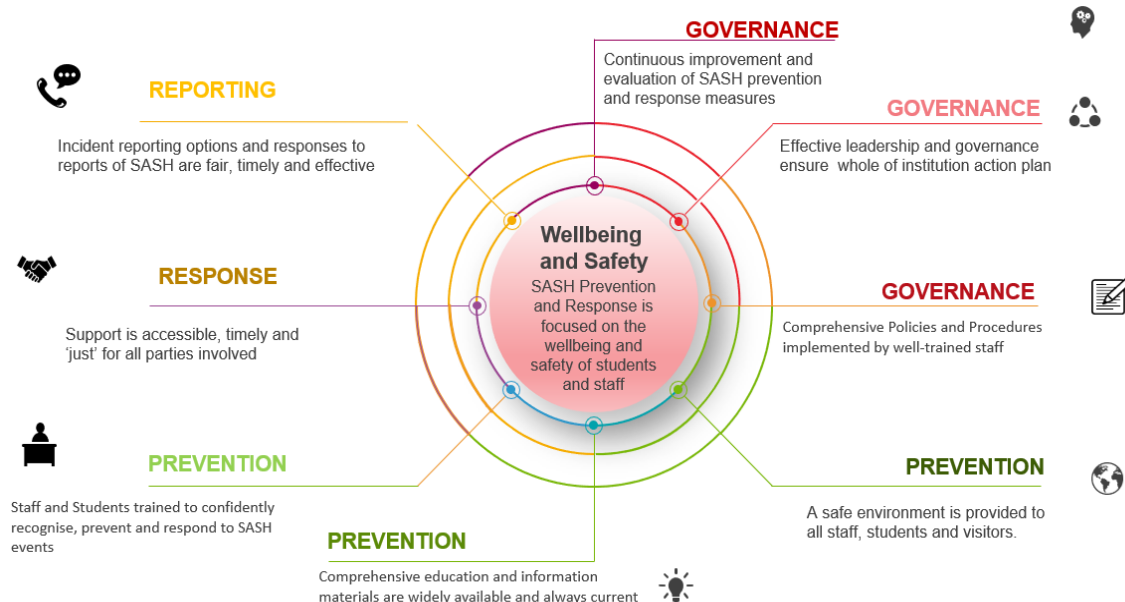 GOVERNANCE
Continuous improvement and
evaluation of SASH prevention
and response measures
REPORTING
Incident reporting options and responses to
reports of SASH are fair, timely and effective
GOVERNANCE
Effective leadership and governance
ensure whole of institution action plan
Wellbeing
and Safety
SASH Prevention
and Response is
focused on the
wellbeing and
safety of students
and staff
RESPONSE
Support is accessible, timely and
‘just’ for all parties involved
GOVERNANCE
Comprehensive Policies and Procedures
implemented by well-trained staff
PREVENTION
Staff and Students trained to confidently
recognise, prevent and respond to SASH
events
PREVENTION
A safe environment is provided to
all staff, students and visitors.
PREVENTION
Comprehensive education and information
materials are widely available and always current